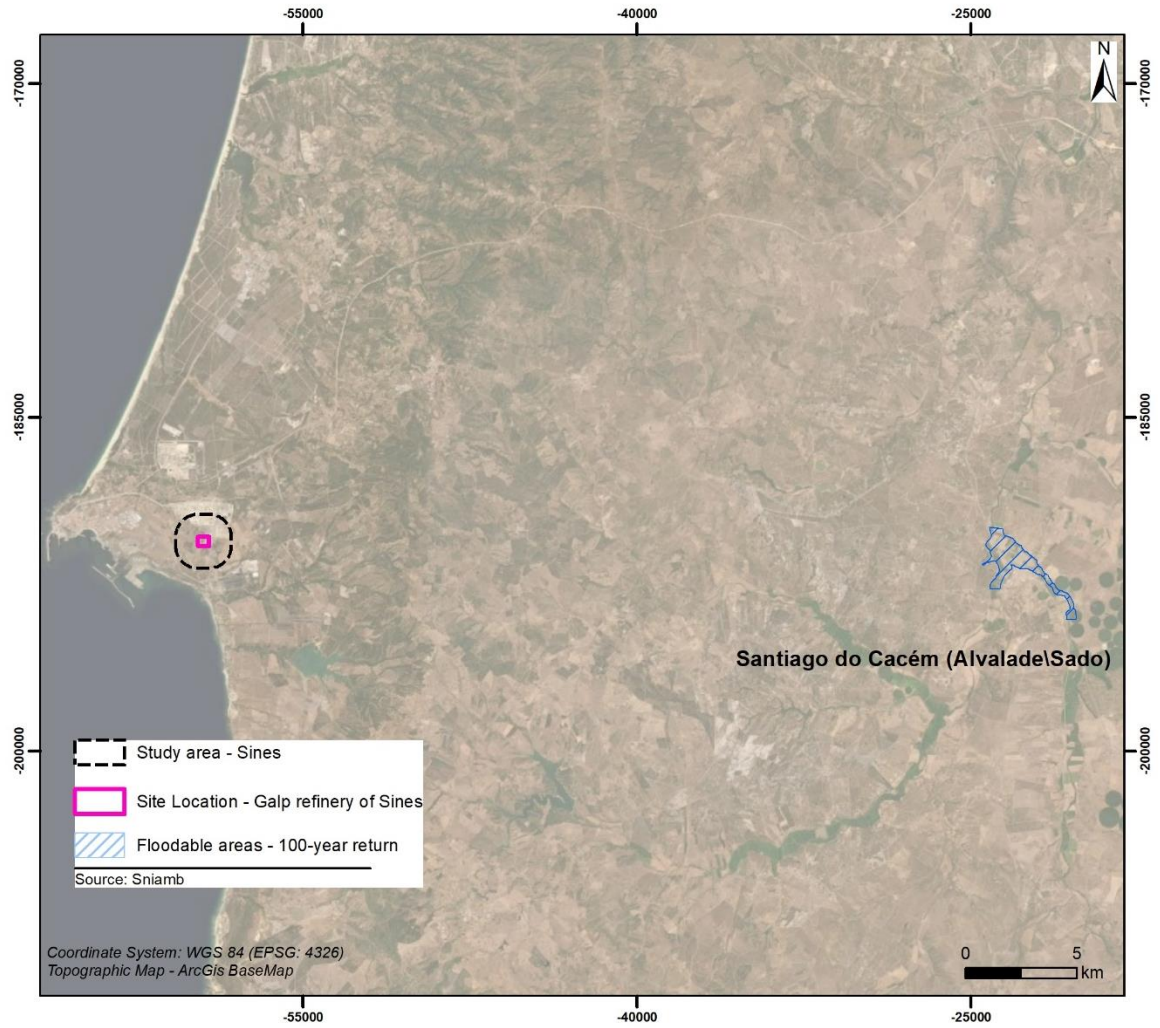 -55000
-40000
-25000
N
-170000
-170000
-185000
-185000
Santiago do Cacém (Alvalade\Sado)
-200000
-200000
Study area - Sines
Site Location - Galp refinery of Sines
Floodable areas - 100-year return
Source: Sniamb
Coordinate System: WGS 84 (EPSG: 4326)
Topographic Map - ArcGis BaseMap
0
5
km
-55000
-40000
-25000